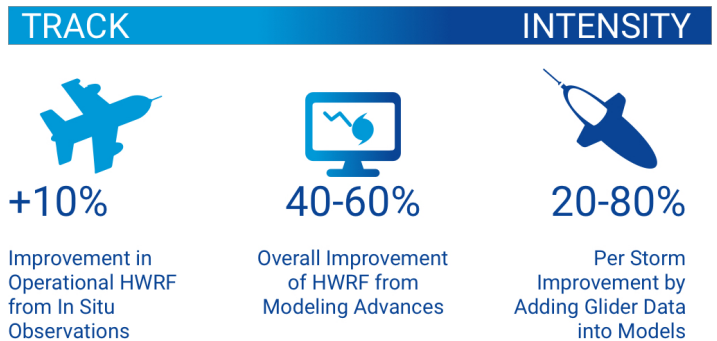 TRACK
INTENSITY
+10%
Improvement in
Operational HWRF
from In Situ
Observations
40-60%
Overall Improvement
of HWRF from
Modeling Advances
20-80%
Per Storm
Improvement by
Adding Glider Data
into Models